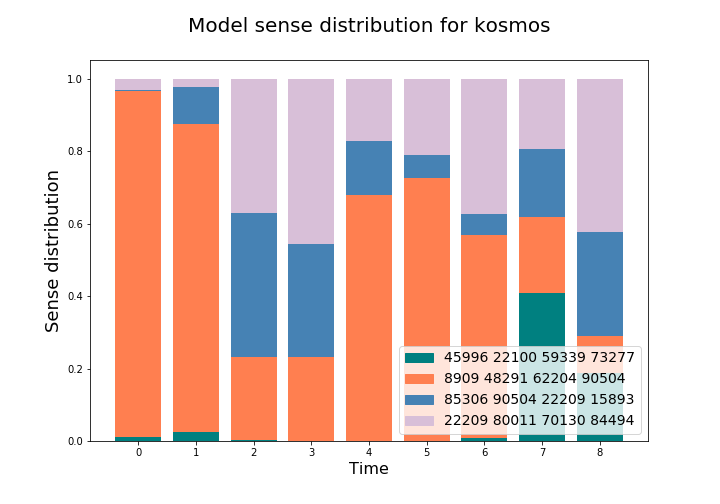 Model sense distribution for kosmos
1.0
0.8
0.6
0.4
0.2
0.0
Sense distribution
45996 22100 59339 73277
8909 48291 62204 90504
85306 90504 22209 15893
22209 80011 70130 84494
0 1 2 3 4 5 6 7 8
Time